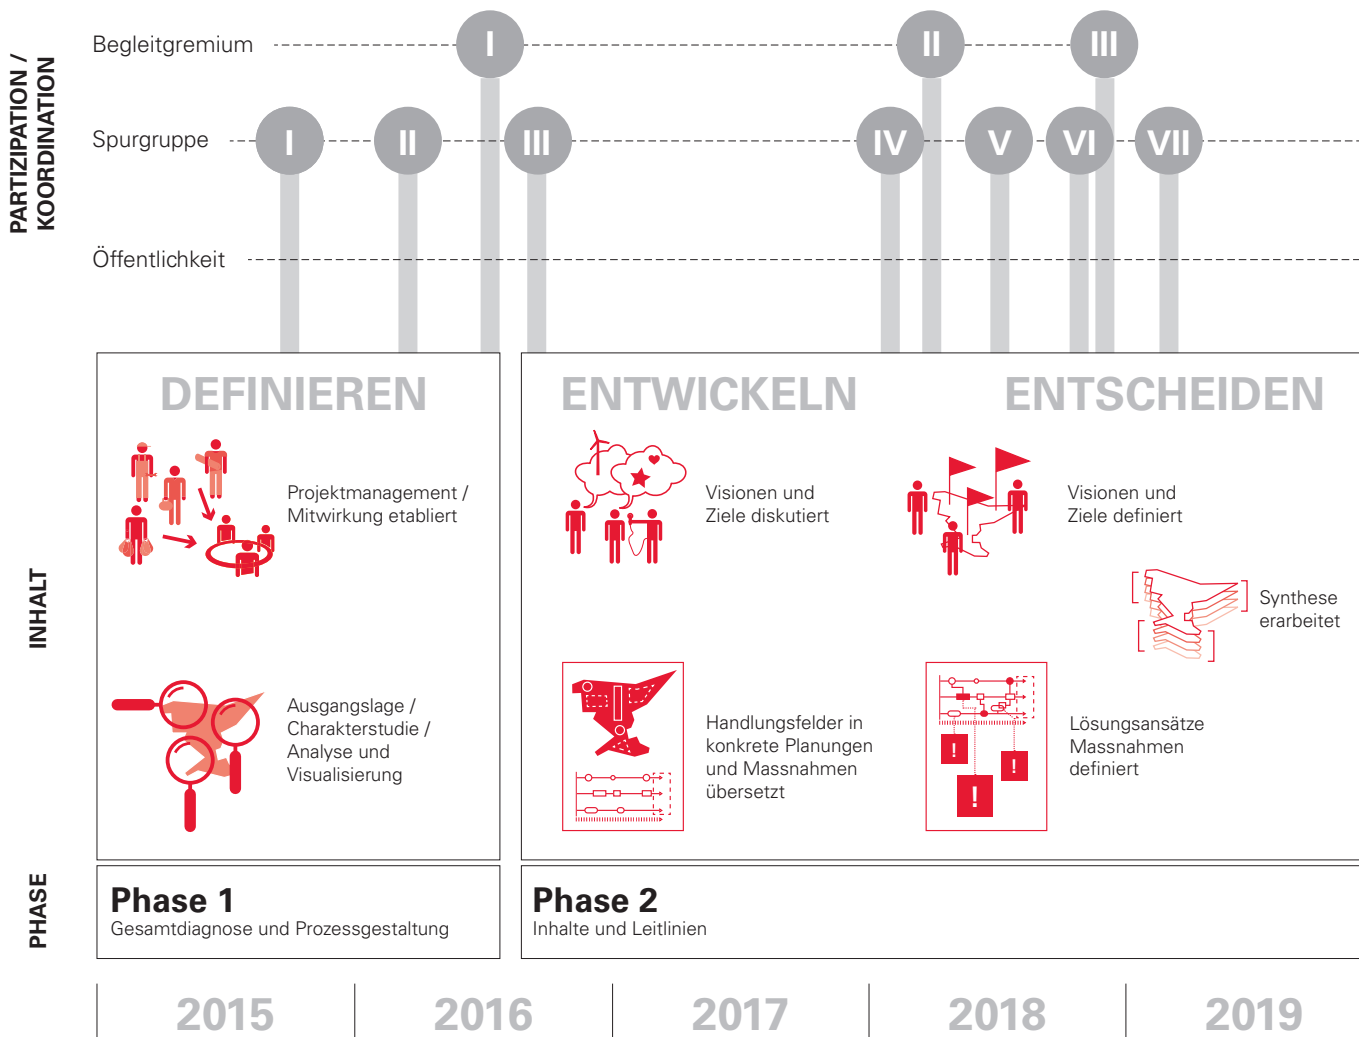 PARTIZIPATION /
KOORDINATION
Begleitgremium
I
II
III
Spurgruppe
I
II
III
IV
V
VI
VII
Öffentlichkeit
INHALT
DEFINIEREN
Projektmanagement /
Mitwirkung etabliert
Ausgangslage /
Charakterstudie /
Analyse und
Visualisierung
ENTWICKELN
Visionen und
Ziele diskutiert
Handlungsfelder in
konkrete Planungen
und Massnahmen
übersetzt
ENTSCHEIDEN
Visionen und
Ziele definiert
Synthese
erarbeitet
!
!
!
Lösungsansätze
Massnahmen
definiert
PHASE
Phase 1
Gesamtdiagnose und Prozessgestaltung
Phase 2
Inhalte und Leitlinien
2015
2016
2017
2018
2019